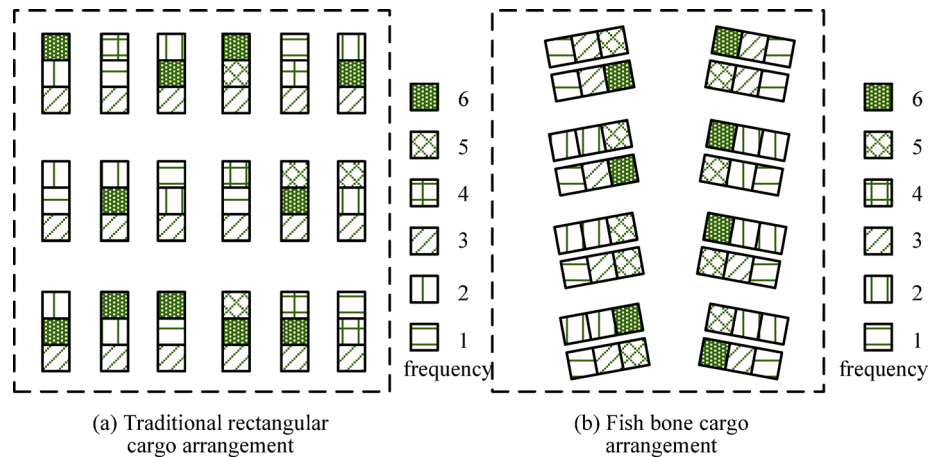 6
5
4
3
2
1
frequency
6
5
4
3
2
1
frequency
(a) Traditional rectangular
cargo arrangement
(b) Fish bone cargo
arrangement